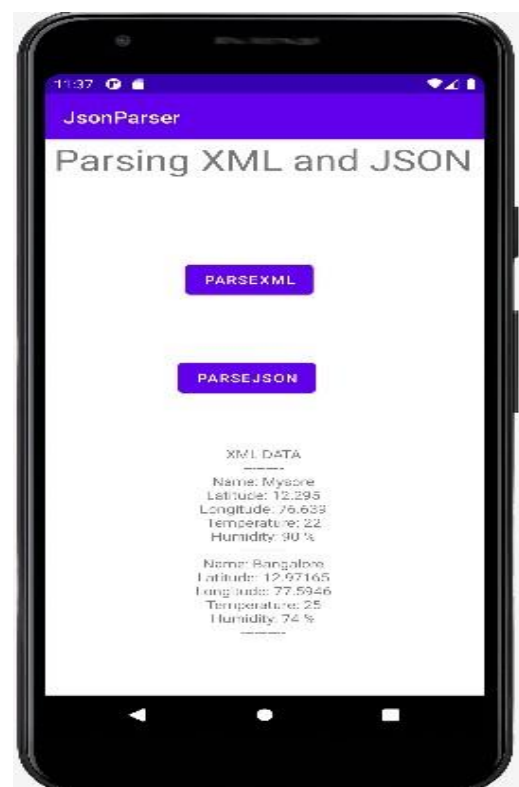 11:37
JsonParser
Parsing XML and JSON
PARSEXML
PARSEJSON
XML DATA
--------
Name: Mysore
Latitude: 12.295
Longitude: 76.639
Temperature: 22
Humidity: 90 %
Name: Bangalore
Latitude: 12.97165
Longitude: 77.5946
Temperature: 25
Humidity: 74 %
--------